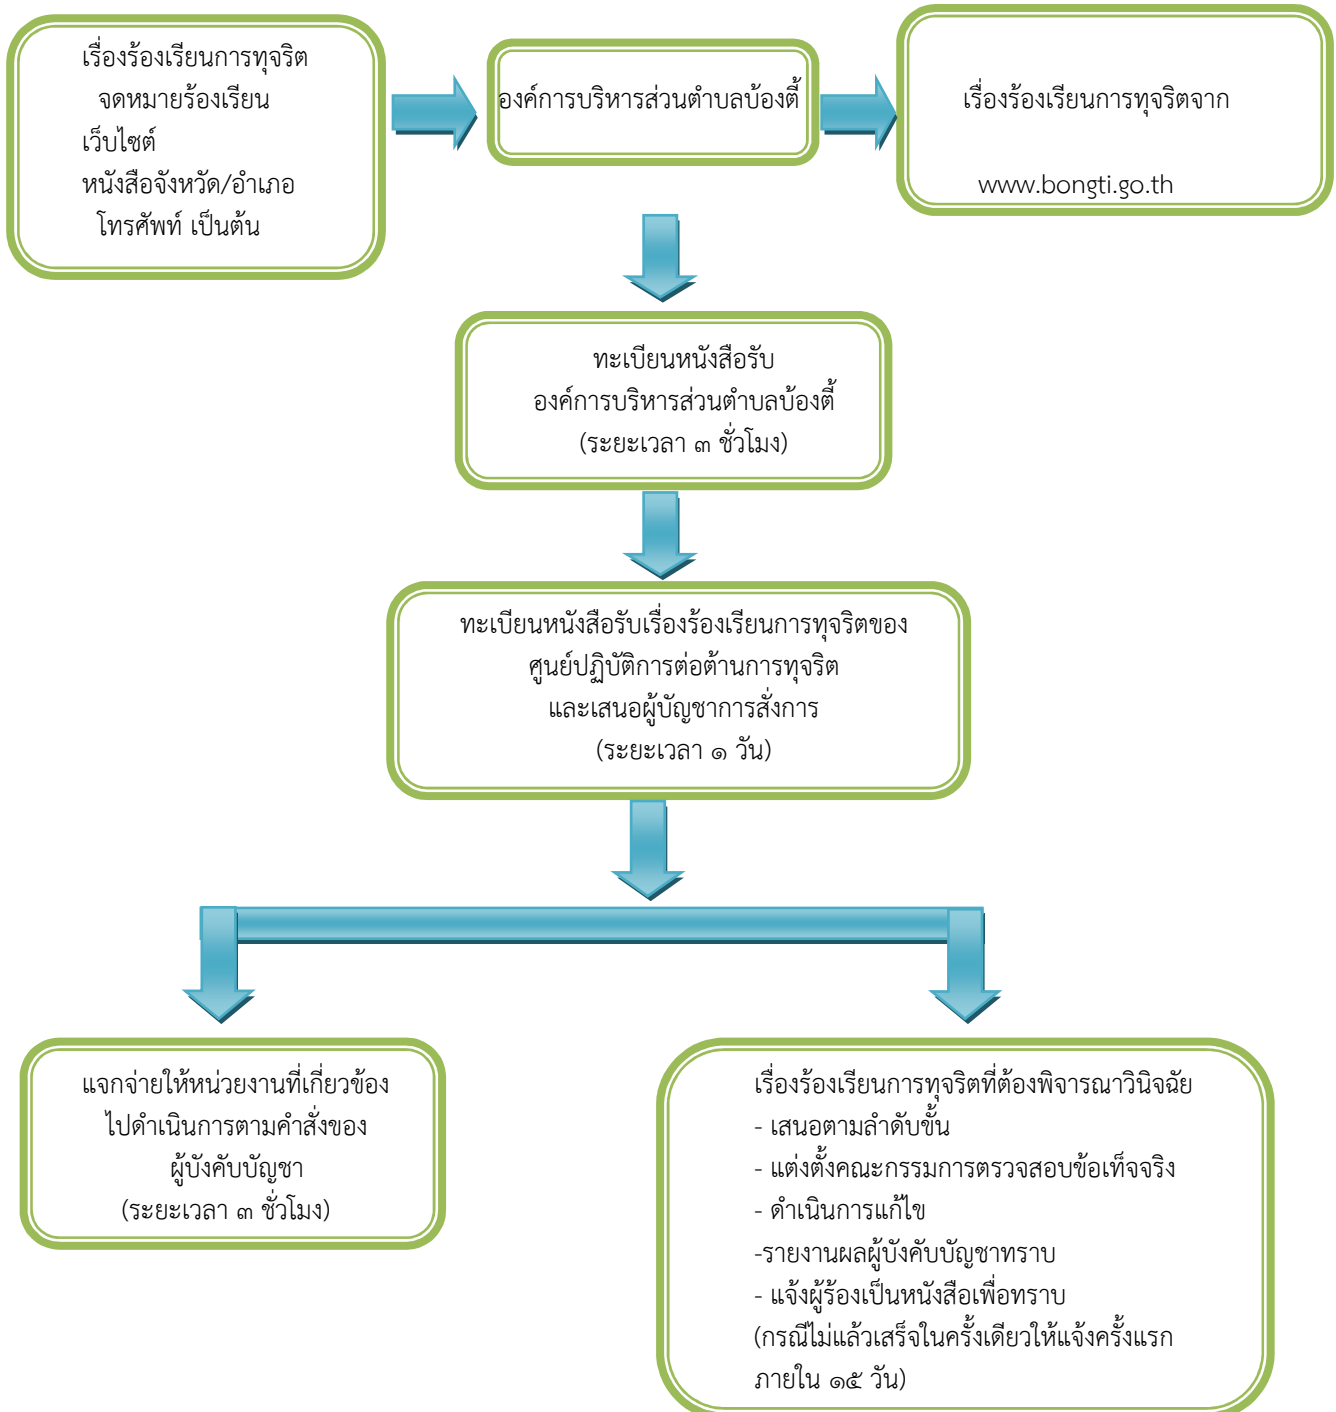 เรื่องร้องเรียนการทุจริต
จดหมายร้องเรียน
เว็บไซต์
หนังสือจังหวัด/อำเภอ
โทรศัพท์ เป็นต้น
องค์การบริหารส่วนตำบลบ้องตี้
เรื่องร้องเรียนการทุจริตจาก
www.bongti.go.th
ทะเบียนหนังสือรับ
องค์การบริหารส่วนตำบลบ้องตี้
(ระยะเวลา ๓ ชั่วโมง)
ทะเบียนหนังสือรับเรื่องร้องเรียนการทุจริตของ
ศูนย์ปฏิบัติการต่อต้านการทุจริต
และเสนอผู้บัญชาการสั่งการ
(ระยะเวลา ๑ วัน)
แจกจ่ายให้หน่วยงานที่เกี่ยวข้อง
ไปดำเนินการตามคำสั่งของ
ผู้บังคับบัญชา
(ระยะเวลา ๓ ชั่วโมง)
เรื่องร้องเรียนการทุจริตที่ต้องพิจารณาวินิจฉัย
- เสนอตามลำดับขั้น
- แต่งตั้งคณะกรรมการตรวจสอบข้อเท็จจริง
- ดำเนินการแก้ไข
-รายงานผลผู้บังคับบัญชาทราบ
- แจ้งผู้ร้องเป็นหนังสือเพื่อทราบ
(กรณีไม่แล้วเสร็จในครั้งเดียวให้แจ้งครั้งแรก
ภายใน ๑๕ วัน)